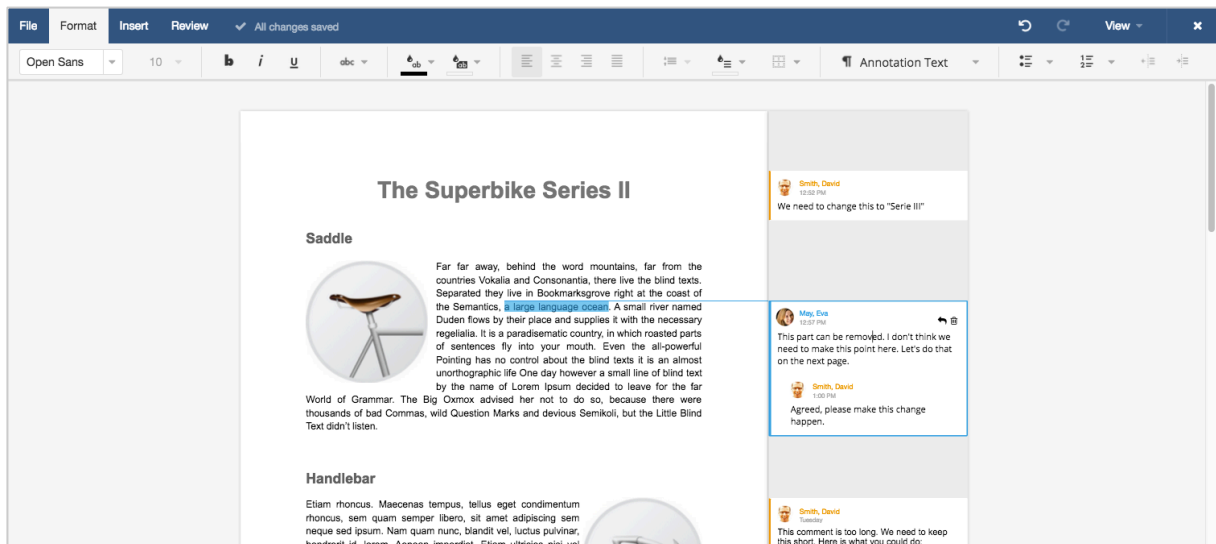 File Format Insert Review All changes saved View
Open Sans 10 b i u abc ab ab ¶ Annotation Text
The Superbike Series II
Smith, David
12:52 PM
We need to change this to "Serie III"
Saddle
Far far away, behind the word mountains, far from the
countries Vokalia and Consonantia, there live the blind texts.
Separated they live in Bookmarksgrove right at the coast of
the Semantics, a large language ocean. A small river named
Duden flows by their place and supplies it with the necessary
regelialia. It is a paradisematic country, in which roasted parts
of sentences fly into your mouth. Even the all-powerful
Pointing has no control about the blind texts it is an almost
unorthographic life One day however a small line of blind text
by the name of Lorem Ipsum decided to leave for the far
World of Grammar. The Big Oxmox advised her not to do so, because there were
thousands of bad Commas, wild Question Marks and devious Semikoli, but the Little Blind
Text didn't listen.
May, Eva
12:57 PM
This part can be removed. I don't think we
need to make this point here. Let's do that
on the next page.
Smith, David
1:00 PM
Agreed, please make this change
happen.
Handlebar
Etiam rhoncus. Maecenas tempus, tellus eget condimentum
rhoncus, sem quam semper libero, sit amet adipiscing sem
neque sed ipsum. Nam quam nunc, blandit vel, luctus pulvinar,
hendrerit id, lorem. Aenean imperdiet. Etiam ultricies nisi vel
Smith, David
Tuesday
This comment is too long. We need to keep
this short. Here is what you could do: